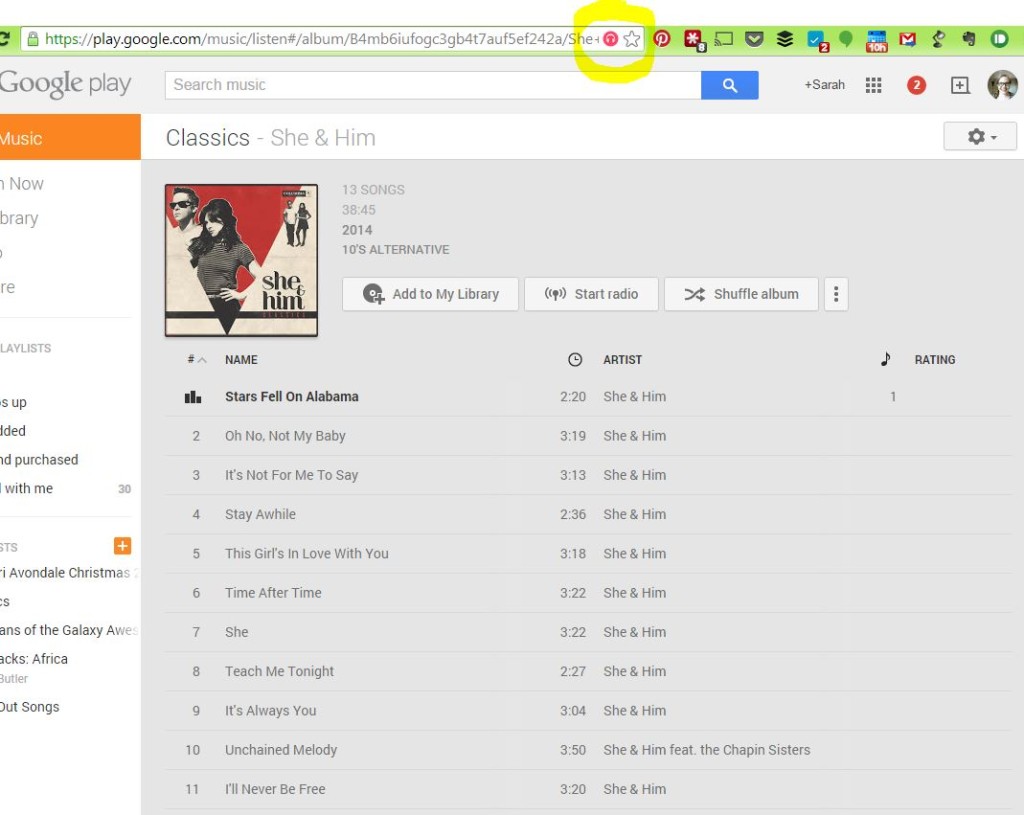 https://play.google.com/music/listen#/album/B4mb6iufogc3gb4t7auf5ef242a/She-
8
2
10h
Google play
Search music
+Sarah
2
Music
Classics - She & Him
n Now
brary
o
re
LAYLISTS
s up
dded
nd purchased
l with me 30
STS
ri Avondale Christmas 2
cs
ans of the Galaxy Awes
acks: Africa
Butler
Out Songs
she & him
CLASSICS
13 SONGS
38:45
2014
10'S ALTERNATIVE
Add to My Library Start radio Shuffle album
# NAME ARTIST RATING
Stars Fell On Alabama 2:20 She & Him 1
2 Oh No, Not My Baby 3:19 She & Him
3 It's Not For Me To Say 3:13 She & Him
4 Stay Awhile 2:36 She & Him
5 This Girl's In Love With You 3:18 She & Him
6 Time After Time 3:22 She & Him
7 She 3:22 She & Him
8 Teach Me Tonight 2:27 She & Him
9 It's Always You 3:04 She & Him
10 Unchained Melody 3:50 She & Him feat. the Chapin Sisters
11 I'll Never Be Free 3:20 She & Him